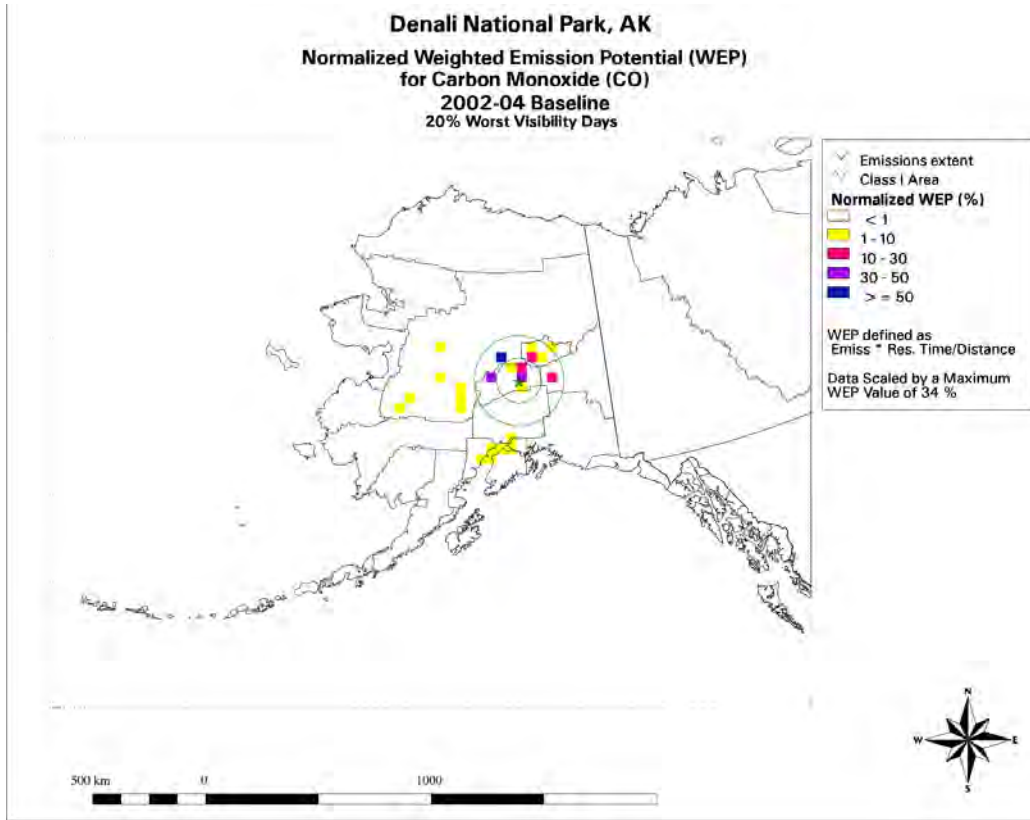 Denali National Park, AK
Normalized Weighted Emission Potential (WEP)
for Carbon Monoxide (CO)
2002-04 Baseline
20% Worst Visibility Days
Emissions extent
Class I Area
Normalized WEP (%)
< 1
1 - 10
10 - 30
30 - 50
> = 50
WEP defined as
Emiss * Res. Time/Distance
Data Scaled by a Maximum
WEP Value of 34 %
N
W
E
S
500 km 0 1000